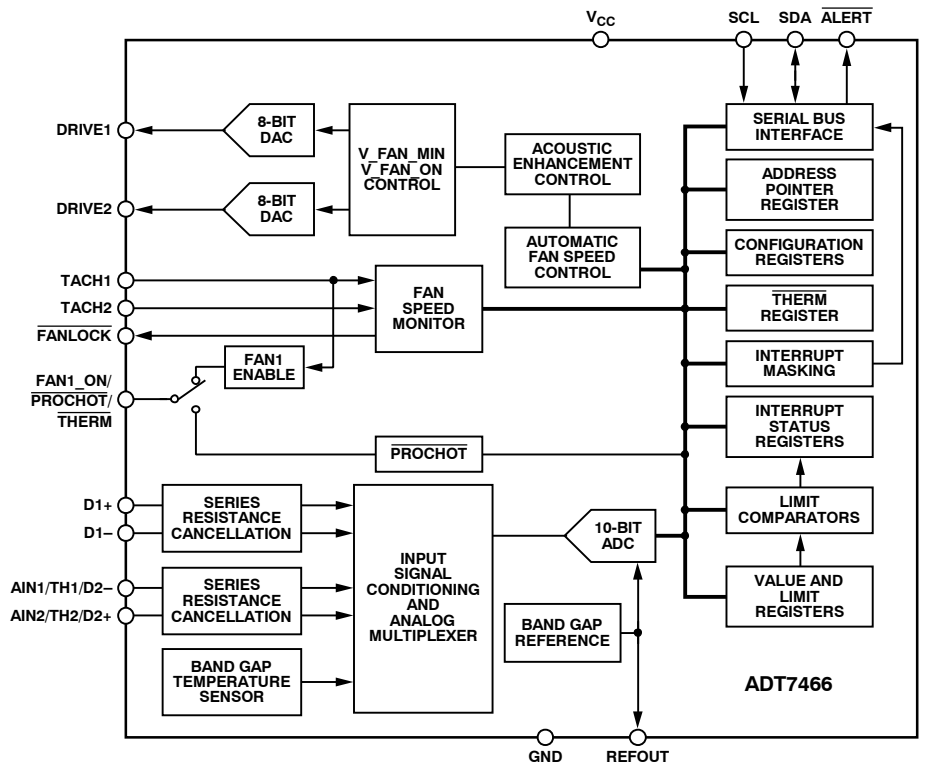 VCC
SCL
SDA
ALERT
DRIVE1
8-BIT
DAC
V_FAN_MIN
V_FAN_ON
CONTROL
ACOUSTIC
ENHANCEMENT
CONTROL
SERIAL BUS
INTERFACE
ADDRESS
POINTER
REGISTER
DRIVE2
8-BIT
DAC
AUTOMATIC
FAN SPEED
CONTROL
CONFIGURATION
REGISTERS
TACH1
TACH2
FANLOCK
FAN
SPEED
MONITOR
THERM
REGISTER
FAN1
ENABLE
INTERRUPT
MASKING
FAN1_ON/
PROCHOT/
THERM
INTERRUPT
STATUS
REGISTERS
PROCHOT
D1+
D1–
SERIES
RESISTANCE
CANCELLATION
INPUT
SIGNAL
CONDITIONING
AND
ANALOG
MULTIPLEXER
10-BIT
ADC
LIMIT
COMPARATORS
AIN1/TH1/D2–
AIN2/TH2/D2+
SERIES
RESISTANCE
CANCELLATION
VALUE AND
LIMIT
REGISTERS
BAND GAP
REFERENCE
BAND GAP
TEMPERATURE
SENSOR
ADT7466
GND
REFOUT